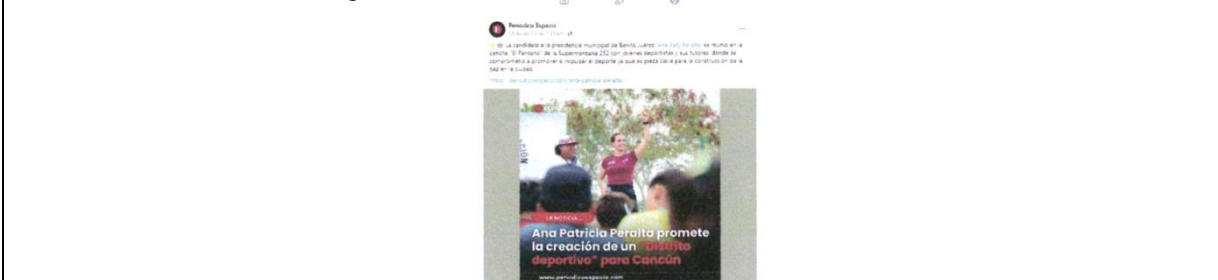 Periódico Espacio
La candidata a la presidencia municipal de Benito Juárez, Ana Paty Peralta, se reunió en la
cancha "El Pantano" de la Supermanzana 252 con jóvenes deportistas y sus tutores, donde se
comprometió a promover e impulsar el deporte ya que es pieza clave para la construcción de la
paz en la ciudad
LA NOTICIA...
Ana Patricia Peralta promete
la creación de un "Distrito
deportivo" para Cancún
www.periodicoespacio.com